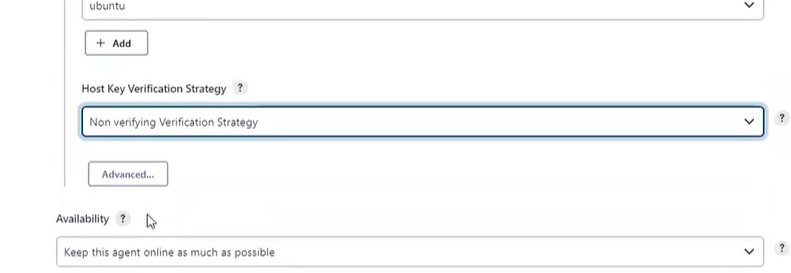 ubuntu
+ Add
Host Key Verification Strategy ?
Non verifying Verification Strategy
?
Advanced...
Availability ?
Keep this agent online as much as possible
?